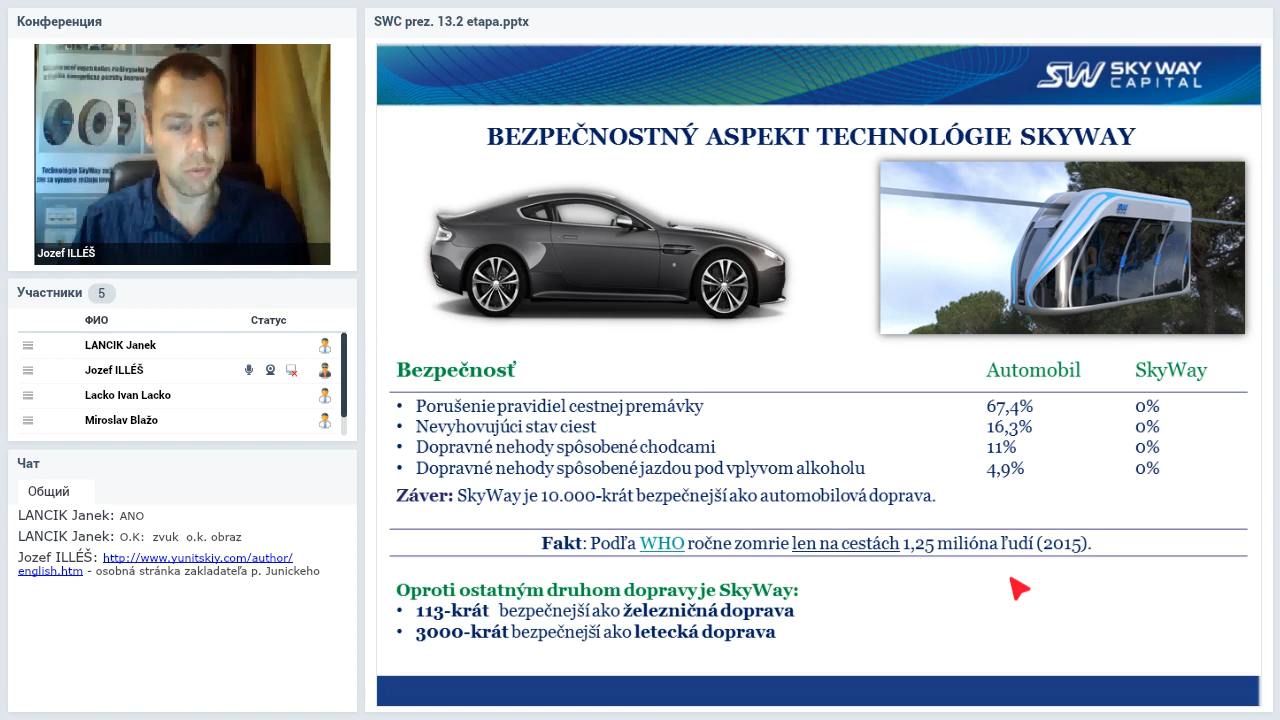 Конференция
Jozef ILLÉŠ
Участники 5
ФИО Статус
LANCIK Janek
Jozef ILLÉŠ
Lacko Ivan Lacko
Miroslav Blažo
Чат
Общий
LANCIK Janek: ANO
LANCIK Janek: O.K: zvuk o.k. obraz
Jozef ILLÉŠ: http://www.yunitskiy.com/author/
english.htm - osobná stránka zakladateľa p. Junickeho
SWC prez. 13.2 etapa.pptx
SW SKY WAY
CAPITAL
BEZPEČNOSTNÝ ASPEKT TECHNOLÓGIE SKYWAY
Bezpečnosť Automobil SkyWay
• Porušenie pravidiel cestnej premávky 67,4% 0%
• Nevyhovujúci stav ciest 16,3% 0%
• Dopravné nehody spôsobené chodcami 11% 0%
• Dopravné nehody spôsobené jazdou pod vplyvom alkoholu 4,9% 0%
Záver: SkyWay je 10.000-krát bezpečnejší ako automobilová doprava.
Fakt: Podľa WHO ročne zomrie len na cestách 1,25 milióna ľudí (2015).
Oproti ostatným druhom dopravy je SkyWay:
• 113-krát bezpečnejší ako železničná doprava
• 3000-krát bezpečnejší ako letecká doprava